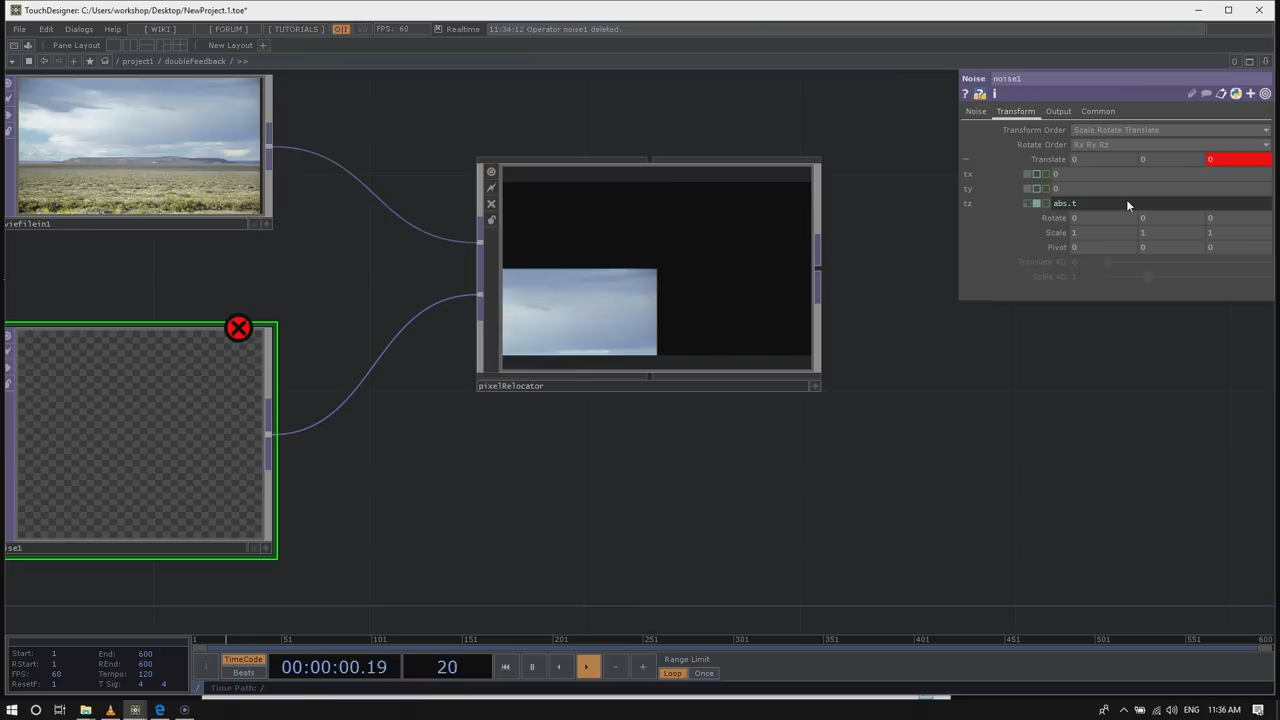 TouchDesigner: C:/Users/workshop/Desktop/NewProject.1.toe*
File Edit Dialogs Help [ WIKI ] [ FORUM ] [ TUTORIALS ] O|I FPS: 60 Realtime 11:34:12 Operator noise1 deleted.
Pane Layout New Layout +
/ project1 / doubleFeedback / >> 0
Noise noise1
? ? i
Noise Transform Output Common
Transform Order Scale Rotate Translate
Rotate Order Rx Ry Rz
Translate 0 0 0
tx 0
ty 0
tz abs.t
Rotate 0 0 0
Scale 1 1 1
Pivot 0 0 0
Translate 4D 0
Scale 4D 1
viefilein1
pixelRelocator
ise1
1 51 101 151 201 251 301 351 401 451 501 551 600
Start: 1 End: 600
RStart: 1 REnd: 600
FPS: 60 Tempo: 120
ResetF: 1 T Sig: 4 4
TimeCode
Beats
00:00:00.19
20
Range Limit
Loop Once
/ Time Path: /
ENG 11:36 AM